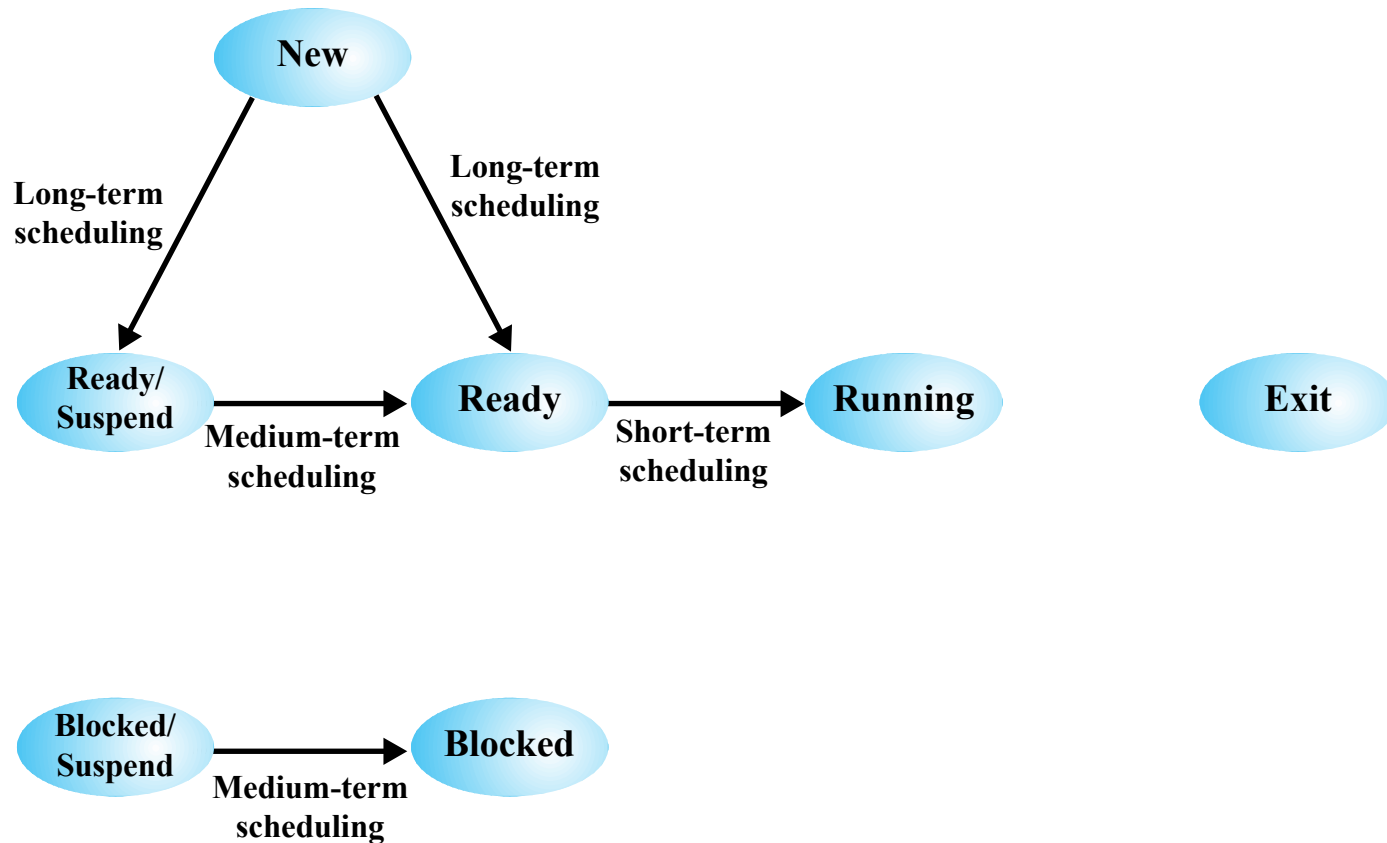 New
Long-term
scheduling
Long-term
scheduling
Ready/
Suspend
Medium-term
scheduling
Ready
Short-term
scheduling
Running
Exit
Blocked/
Suspend
Medium-term
scheduling
Blocked